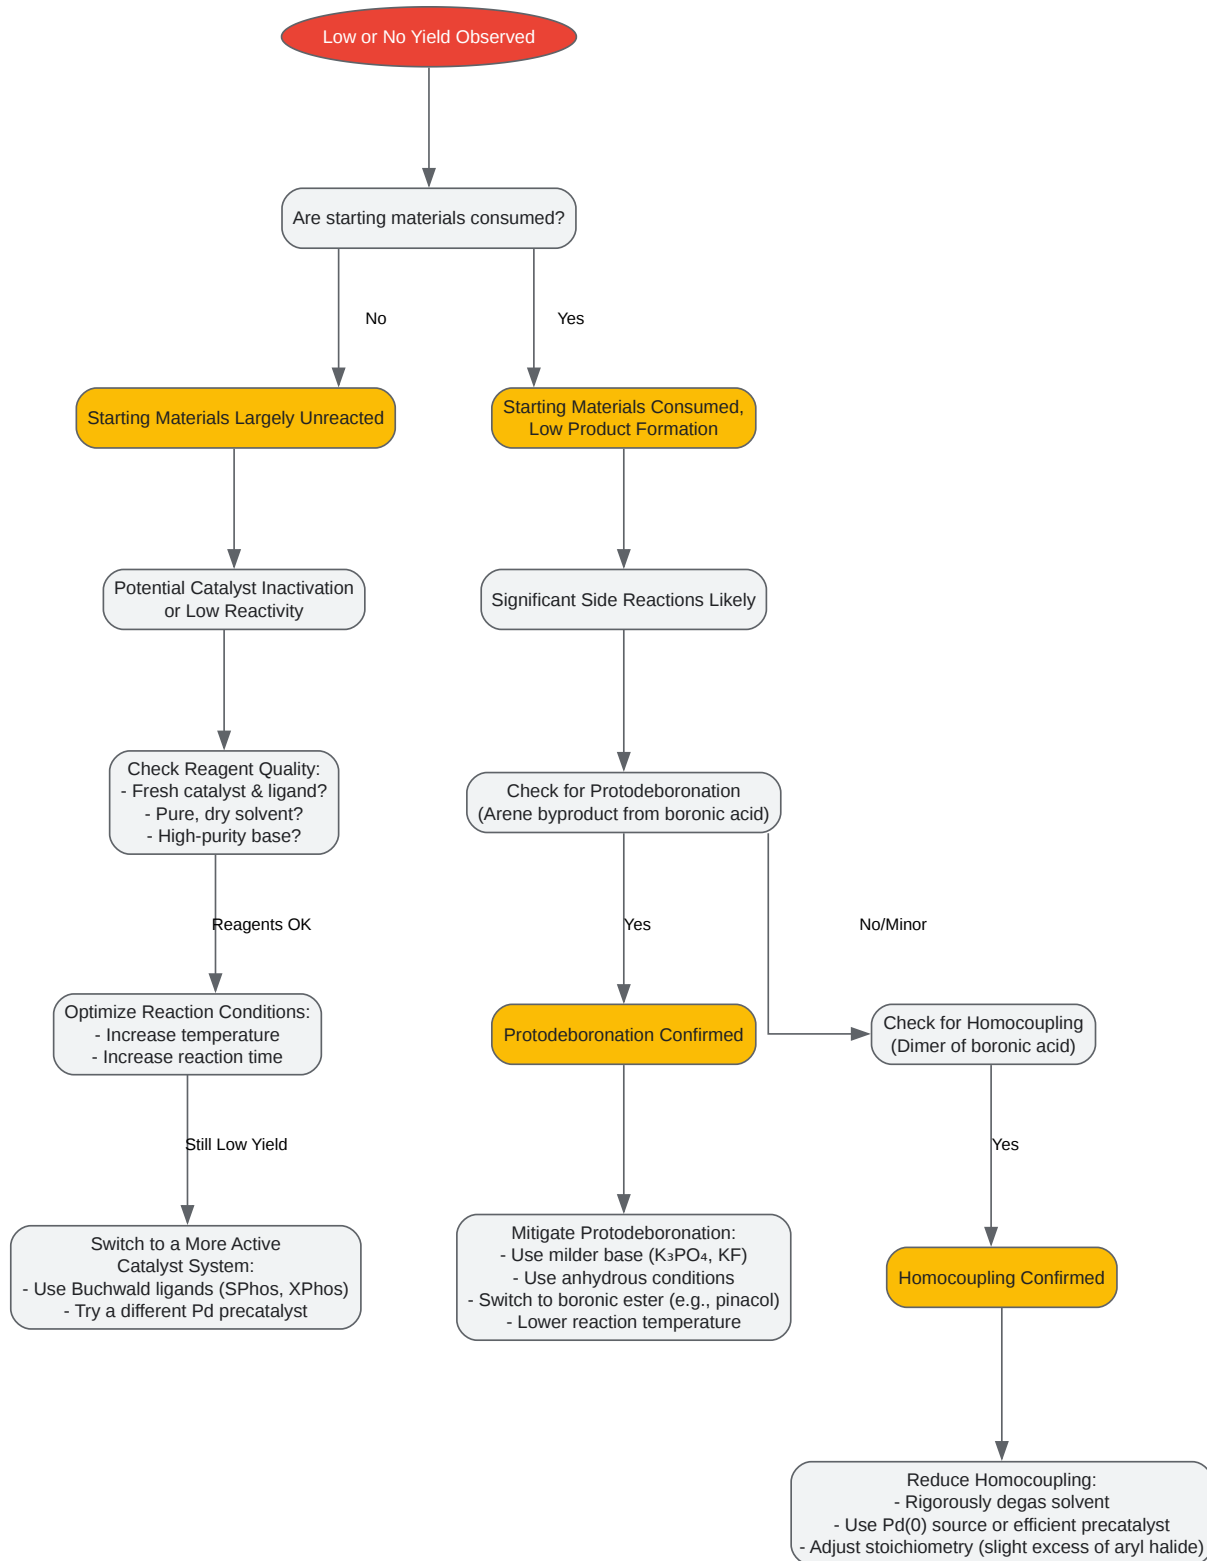 Low or No Yield Observed
Are starting materials consumed?
No
Yes
Starting Materials Largely Unreacted
Starting Materials Consumed,
Low Product Formation
Potential Catalyst Inactivation
or Low Reactivity
Significant Side Reactions Likely
Check Reagent Quality:
- Fresh catalyst & ligand?
- Pure, dry solvent?
- High-purity base?
Check for Protodeboronation
(Arene byproduct from boronic acid)
Reagents OK
Yes
No/Minor
Optimize Reaction Conditions:
- Increase temperature
- Increase reaction time
Protodeboronation Confirmed
Check for Homocoupling
(Dimer of boronic acid)
Still Low Yield
Yes
Switch to a More Active
Catalyst System:
- Use Buchwald ligands (SPhos, XPhos)
- Try a different Pd precatalyst
Mitigate Protodeboronation:
- Use milder base (K₃PO₄, KF)
- Use anhydrous conditions
- Switch to boronic ester (e.g., pinacol)
- Lower reaction temperature
Homocoupling Confirmed
Reduce Homocoupling:
- Rigorously degas solvent
- Use Pd(0) source or efficient precatalyst
- Adjust stoichiometry (slight excess of aryl halide)